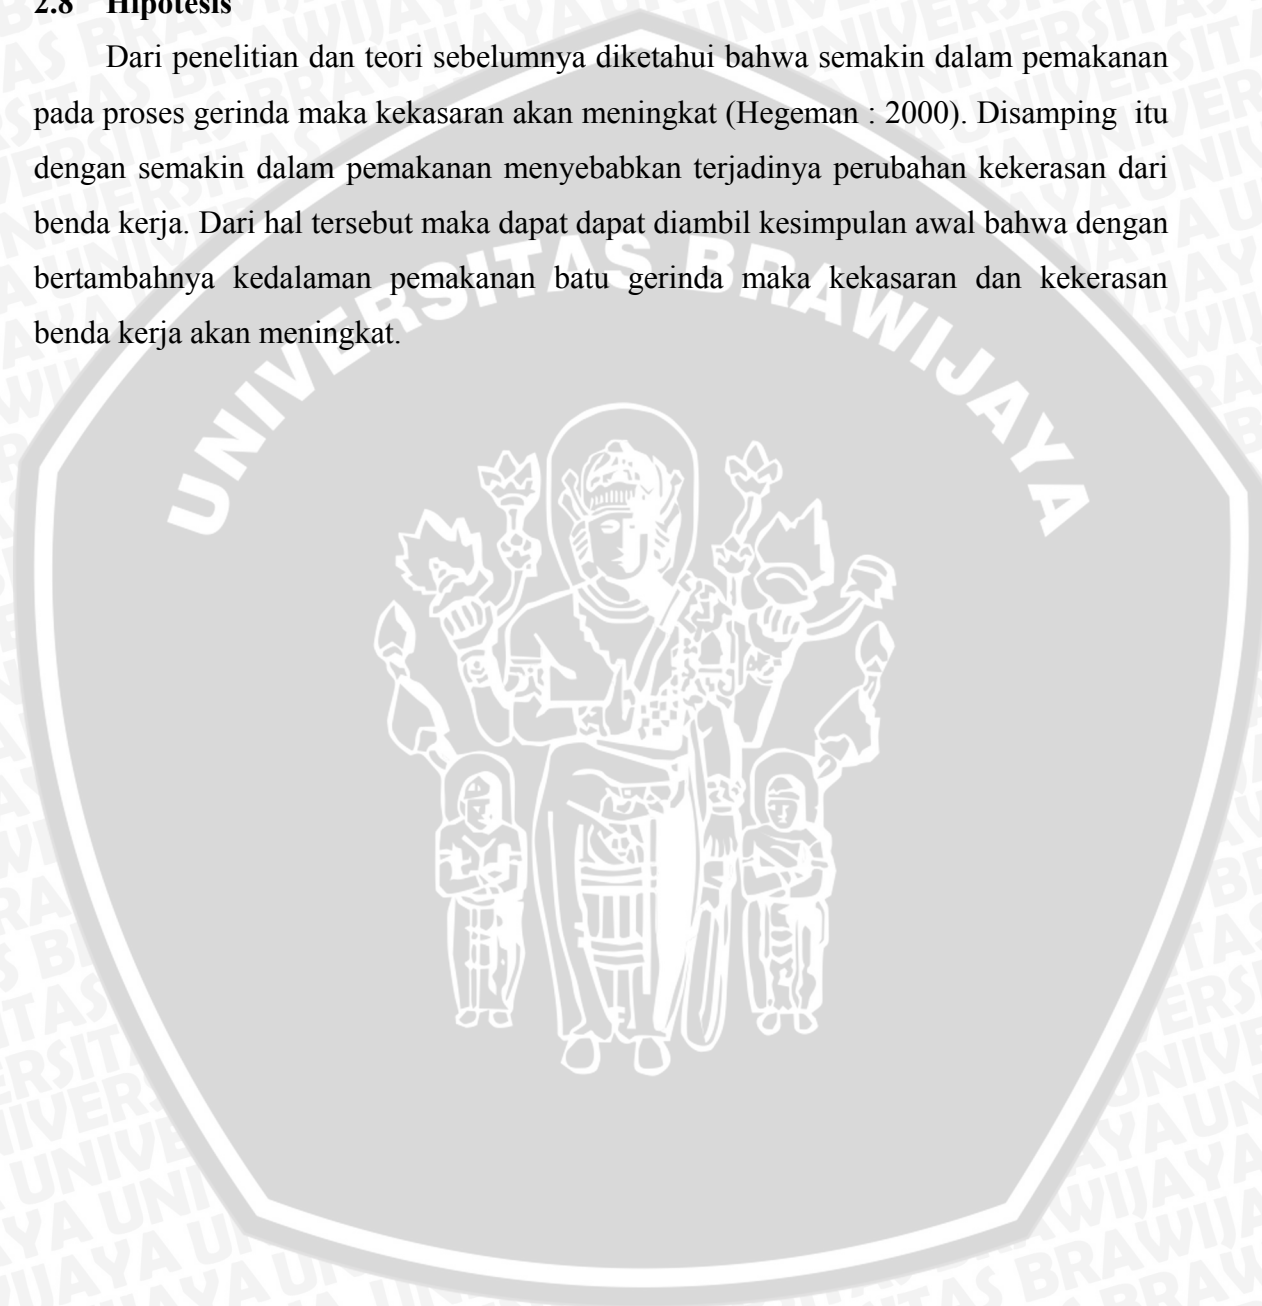 2.8 Hipotesis
Dari penelitian dan teori sebelumnya diketahui bahwa semakin dalam pemakanan
pada proses gerinda maka kekasaran akan meningkat (Hegeman : 2000). Disamping itu
dengan semakin dalam pemakanan menyebabkan terjadinya perubahan kekerasan dari
benda kerja. Dari hal tersebut maka dapat dapat diambil kesimpulan awal bahwa dengan
bertambahnya kedalaman pemakanan batu gerinda maka kekasaran dan kekerasan
benda kerja akan meningkat.
UNIVERSITAS BRAWIJAYA